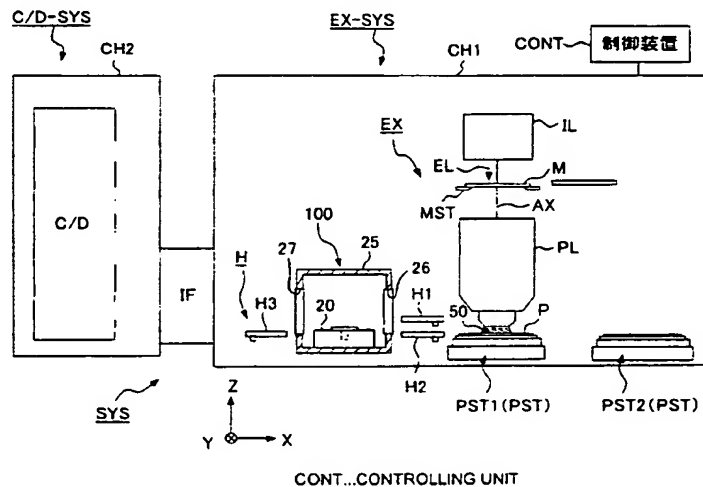 C/D-SYS
EX-SYS
CH2
CH1
CONT
制御装置
EX
IL
EL
M
MST
AX
C/D
100
25
PL
H
27
26
IF
H3
20
H1
50
P
H2
SYS
Z
Y
X
PST1(PST)
PST2(PST)
CONT...CONTROLLING UNIT